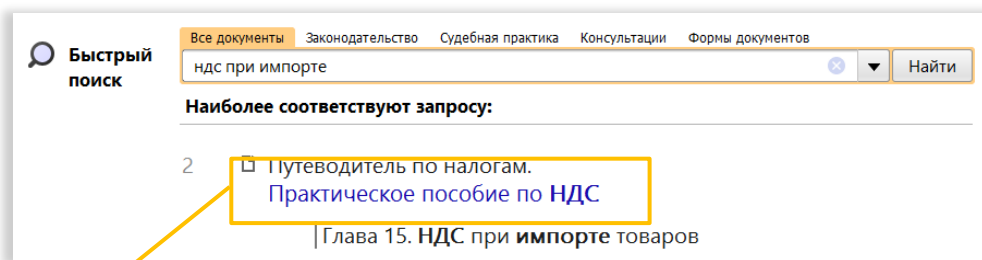 Все документы Законодательство Судебная практика Консультации Формы документов
Быстрый поиск
ндс при импорте
Найти
Наиболее соответствуют запросу:
2 Путеводитель по налогам.
Практическое пособие по НДС
Глава 15. НДС при импорте товаров